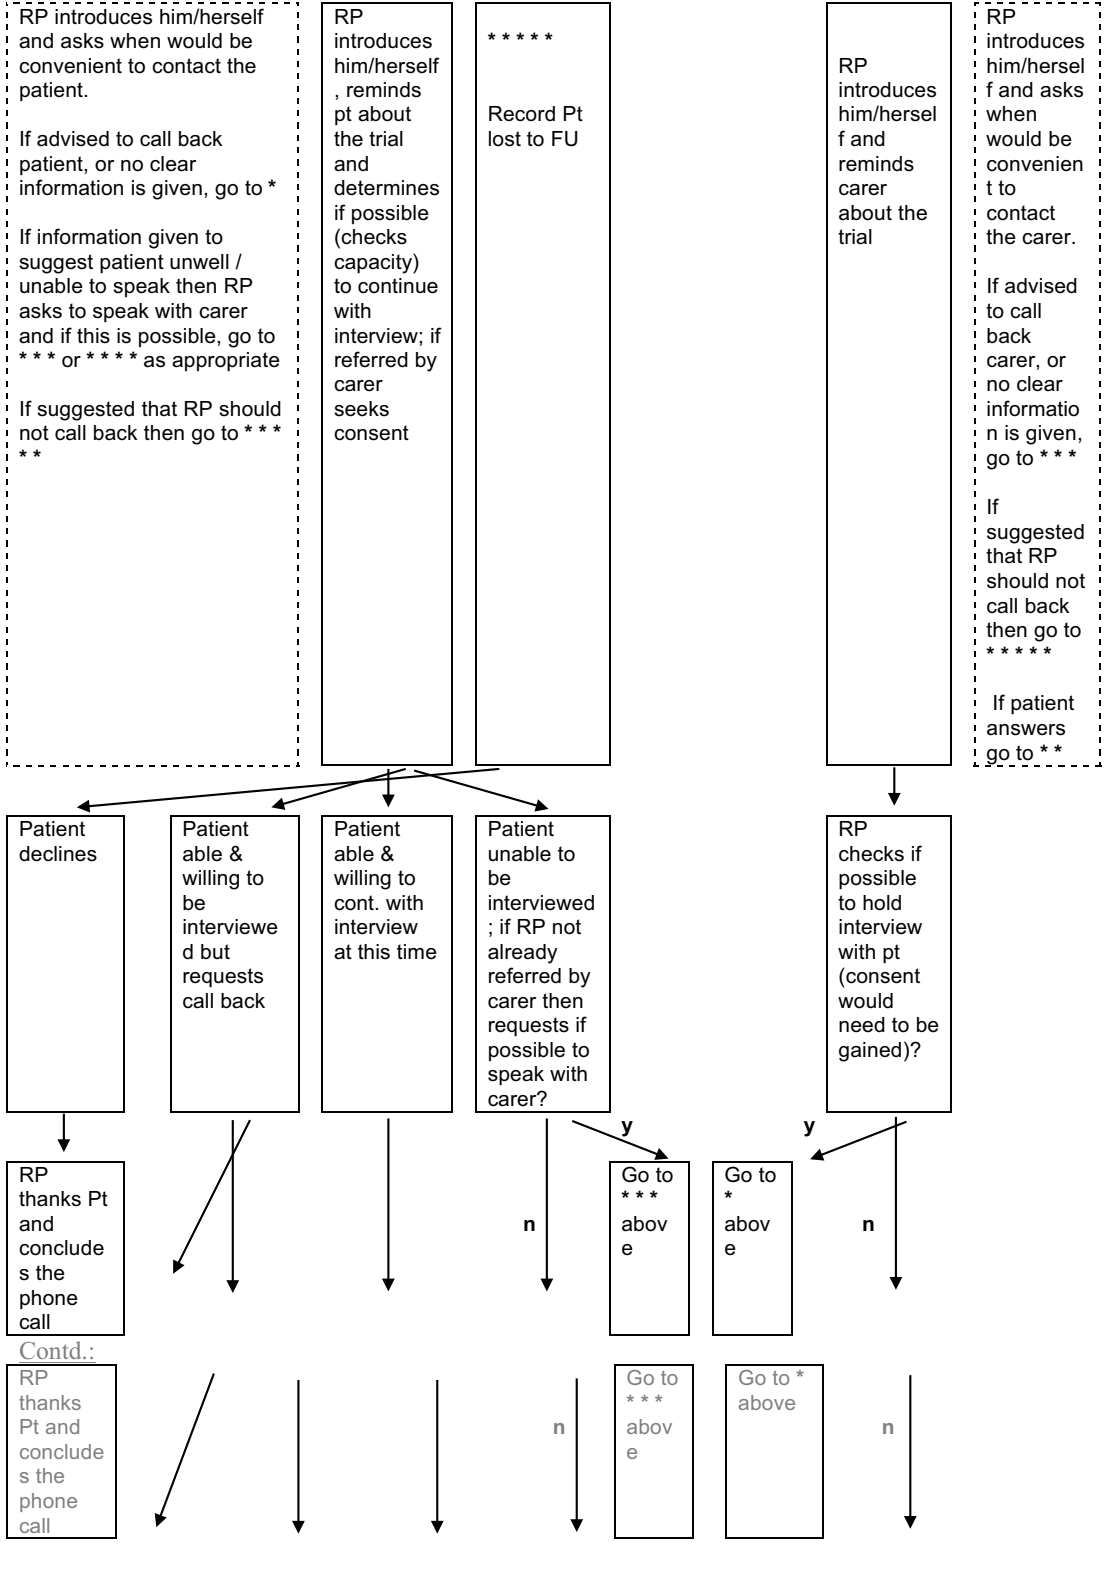 RP introduces him/herself
and asks when would be
convenient to contact the
patient.
If advised to call back
patient, or no clear
information is given, go to *
If information given to
suggest patient unwell /
unable to speak then RP
asks to speak with carer
and if this is possible, go to
* * * or * * * * as appropriate
If suggested that RP should
not call back then go to * * *
* *
RP
introduces
him/herself
, reminds
pt about
the trial
and
determines
if possible
(checks
capacity)
to continue
with
interview; if
referred by
carer
seeks
consent
* * * * *
Record Pt
lost to FU
RP
introduces
him/hersel
f and
reminds
carer
about the
trial
RP
introduces
him/hersel
f and asks
when
would be
convenien
t to
contact
the carer.
If advised
to call
back
carer, or
no clear
informatio
n is given,
go to * * *
If
suggested
that RP
should not
call back
then go to
* * * * *
If patient
answers
go to * *
Patient
declines
Patient
able &
willing to
be
interviewe
d but
requests
call back
Patient
able &
willing to
cont. with
interview
at this time
Patient
unable to
be
interviewed
; if RP not
already
referred by
carer then
requests if
possible to
speak with
carer?
RP
checks if
possible
to hold
interview
with pt
(consent
would
need to be
gained)?
y
y
RP
thanks Pt
and
conclude
s the
phone
call
n
Go to
* * *
abov
e
Go to
*
abov
e
n
Contd.:
RP
thanks
Pt and
conclude
s the
phone
call
n
Go to
* * *
abov
e
Go to *
above
n